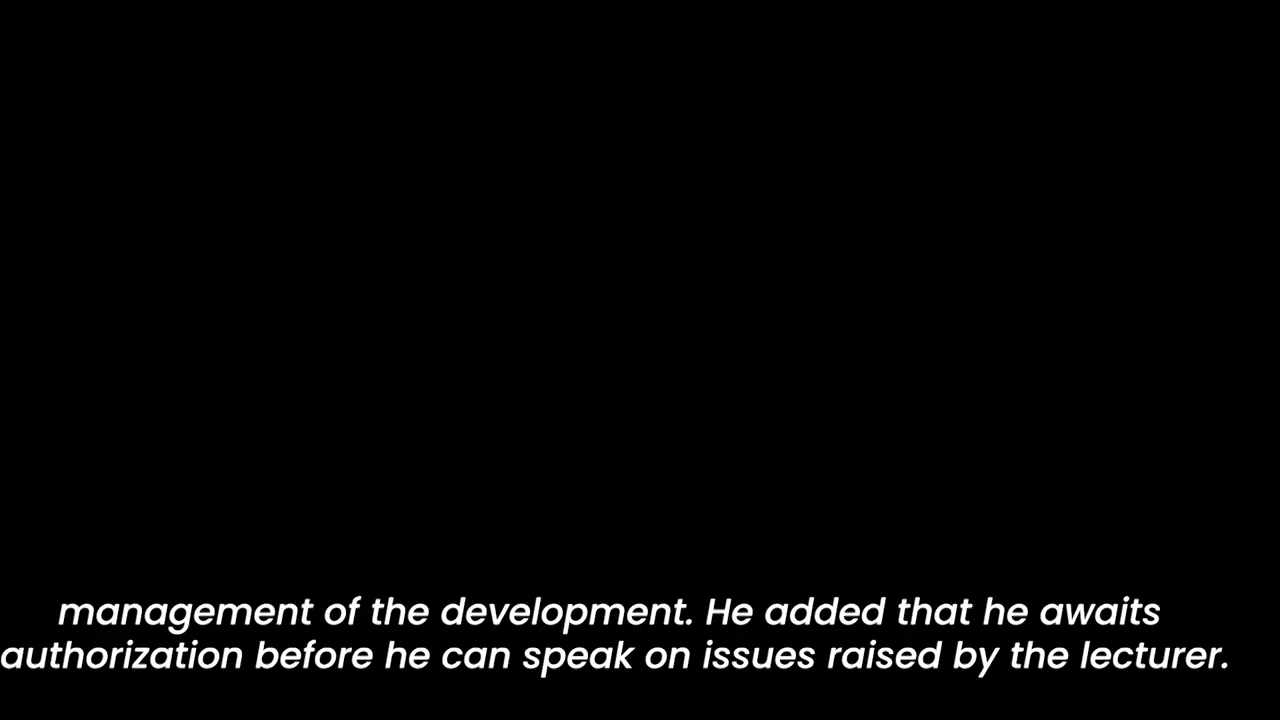 management of the development. He added that he awaits
authorization before he can speak on issues raised by the lecturer.